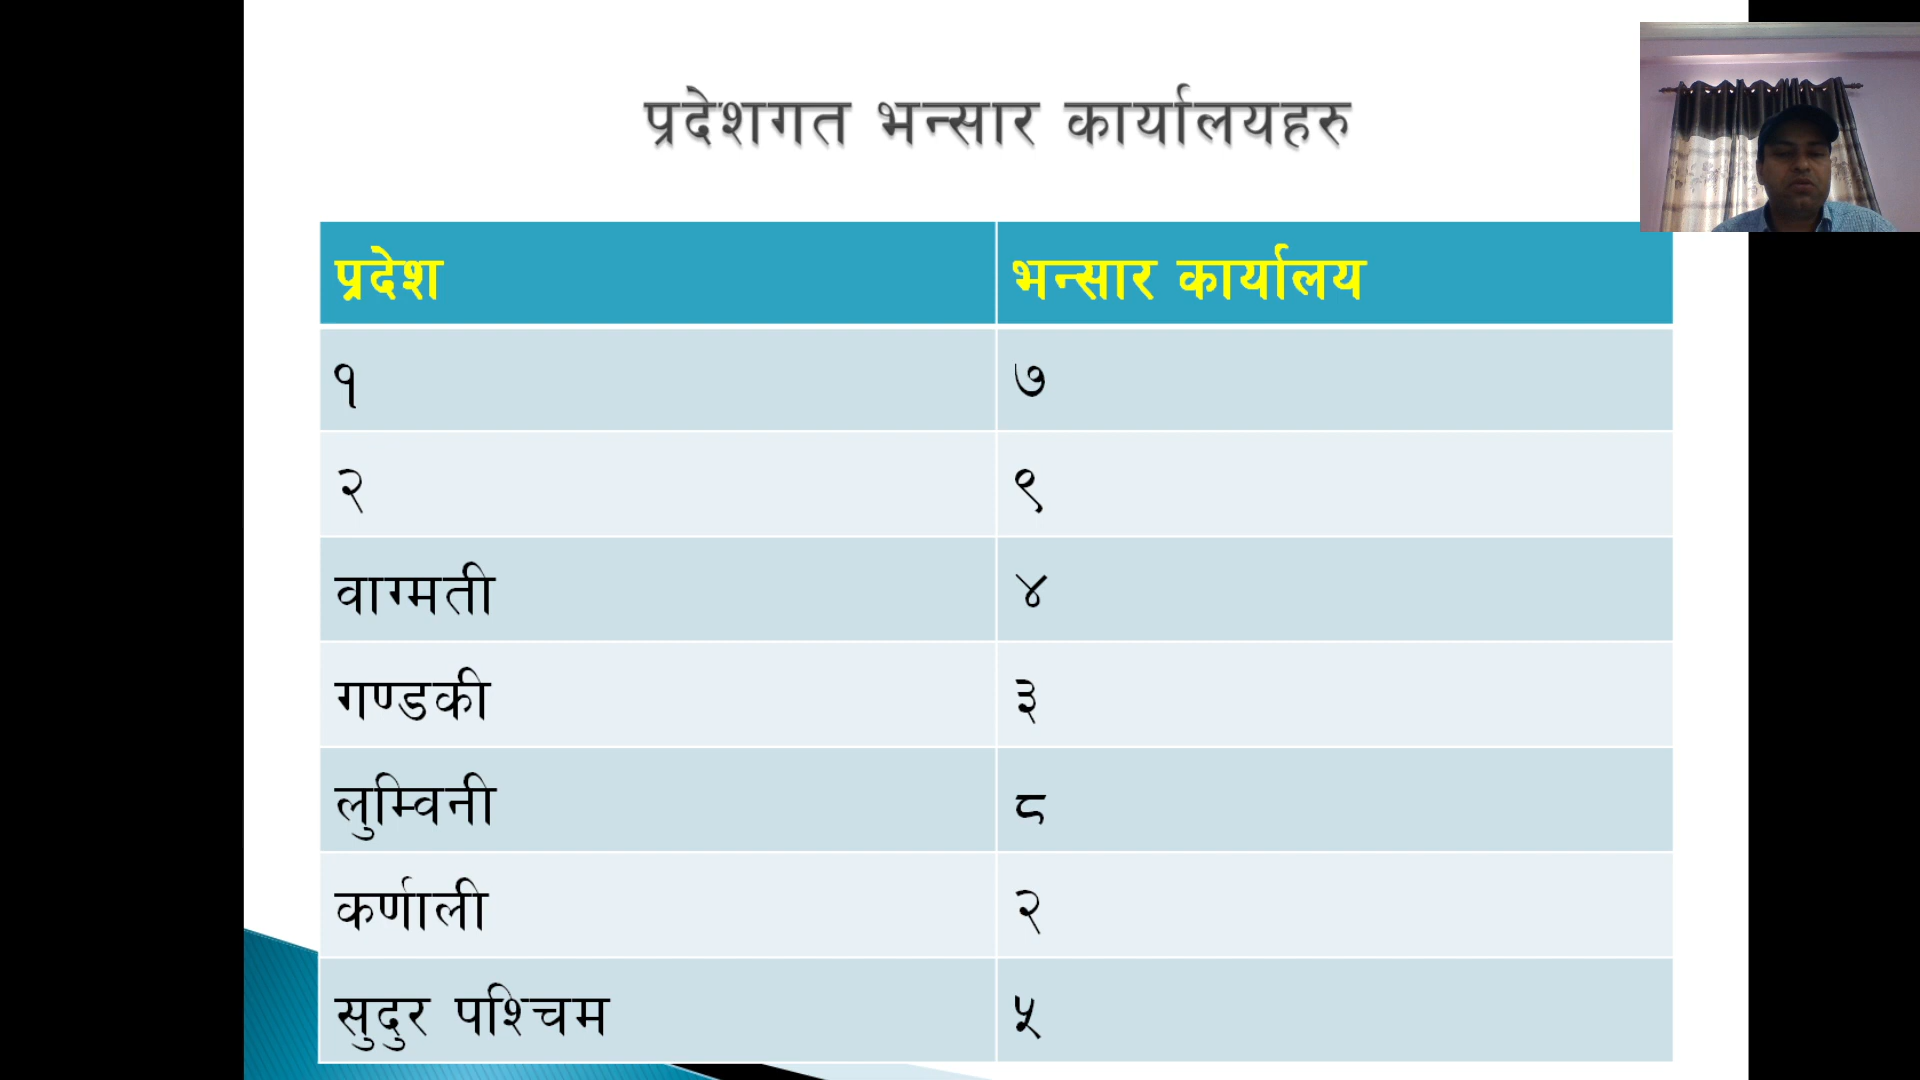 प्रदेशगत भन्सार कार्यालयहरु
प्रदेश भन्सार कार्यालय
१ ७
२ ९
वाग्मती ४
गण्डकी ३
लुम्विनी ८
कर्णाली २
सुदुर पश्चिम ५